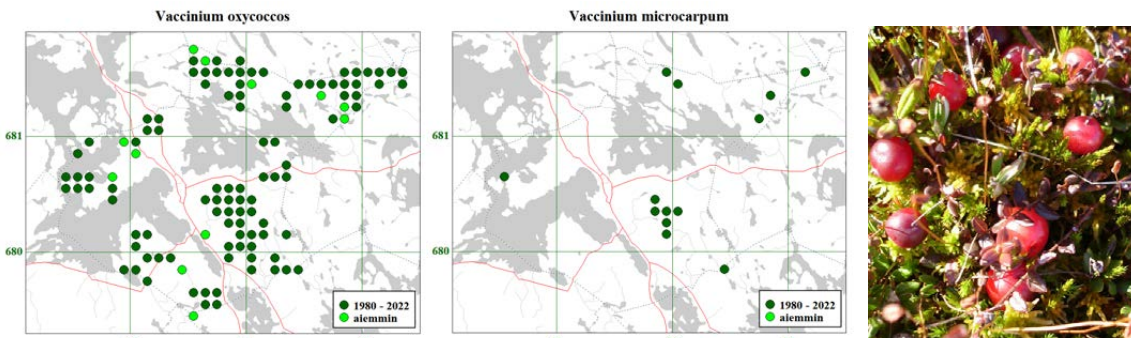 Vaccinium oxycoccos
681
680
1980 - 2022
aiemmin
Vaccinium microcarpum
681
680
1980 - 2022
aiemmin